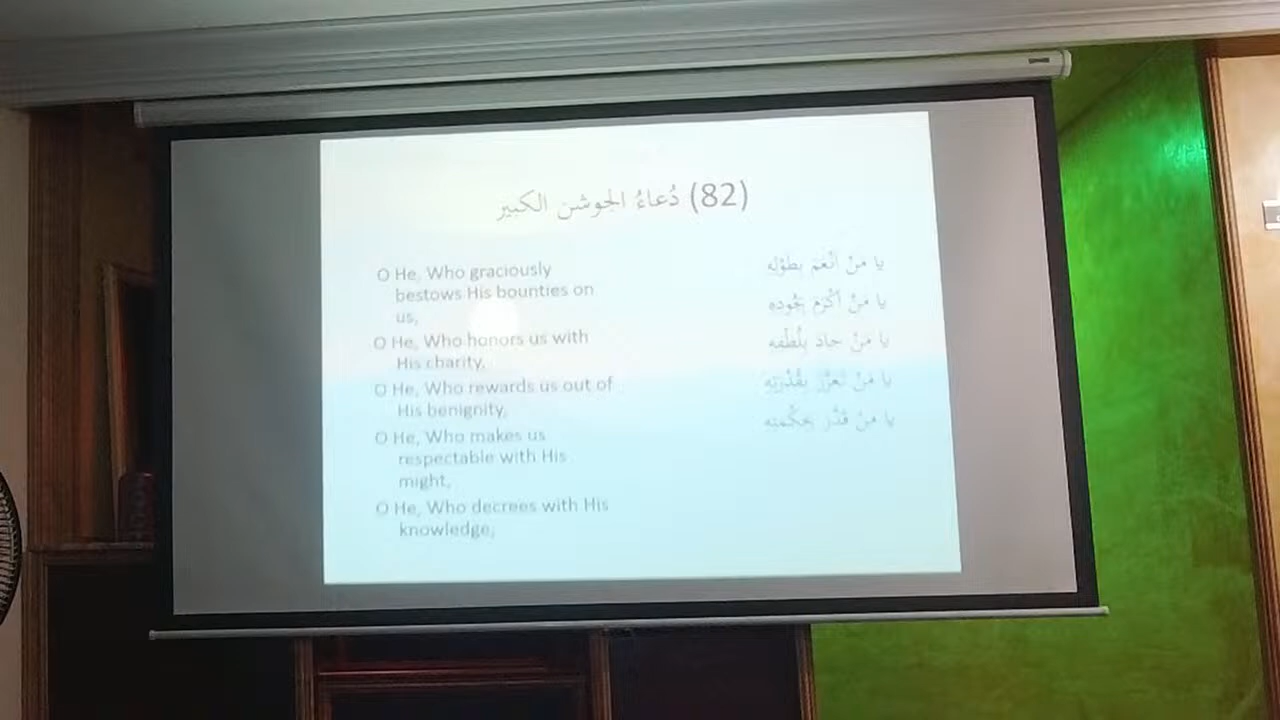 (82) دُعاءُ الجوشن الكبير
O He, Who graciously
bestows His bounties on
us,
O He, Who honors us with
His charity,
O He, Who rewards us out of
His benignity,
O He, Who makes us
respectable with His
might,
O He, Who decrees with His
knowledge,
يا مَنْ اَنْعَمَ بِطَوْلِهِ
يا مَنْ اَكْرَمَ بِجُودِهِ
يا مَنْ جادَ بِلُطْفِهِ
يا مَنْ تَعَزَّزَ بِقُدْرَتِهِ
يا مَنْ قَدَّرَ بِحِكْمَتِهِ